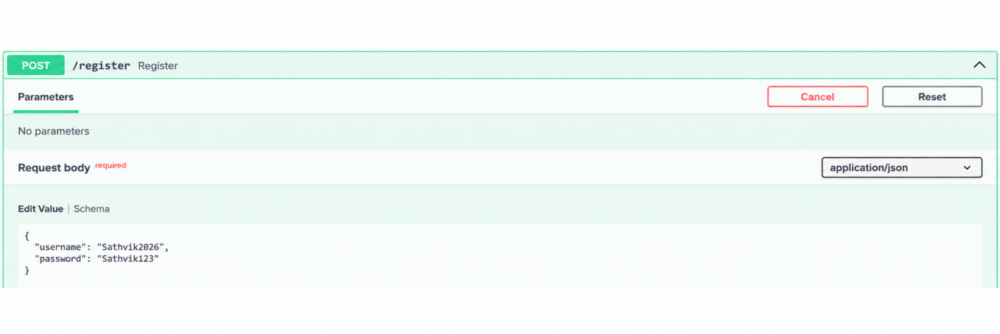 POST /register Register
Parameters Cancel Reset
No parameters
Request body required application/json
Edit Value | Schema
{
  "username": "Sathvik2026",
  "password": "Sathvik123"
}